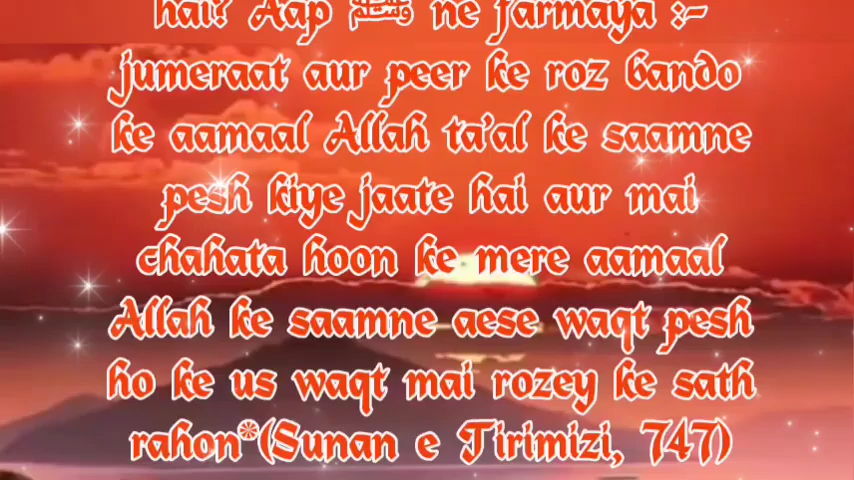 hai? Aap ﷺ ne farmaya :-
jumeraat aur peer ke roz bando
ke aamaal Allah ta'al ke saamne
pesh kiye jaate hai aur mai
chahata hoon ke mere aamaal
Allah ke saamne aese waqt pesh
ho ke us waqt mai rozey ke sath
rahon*(Sunan e Tirimizi, 747)